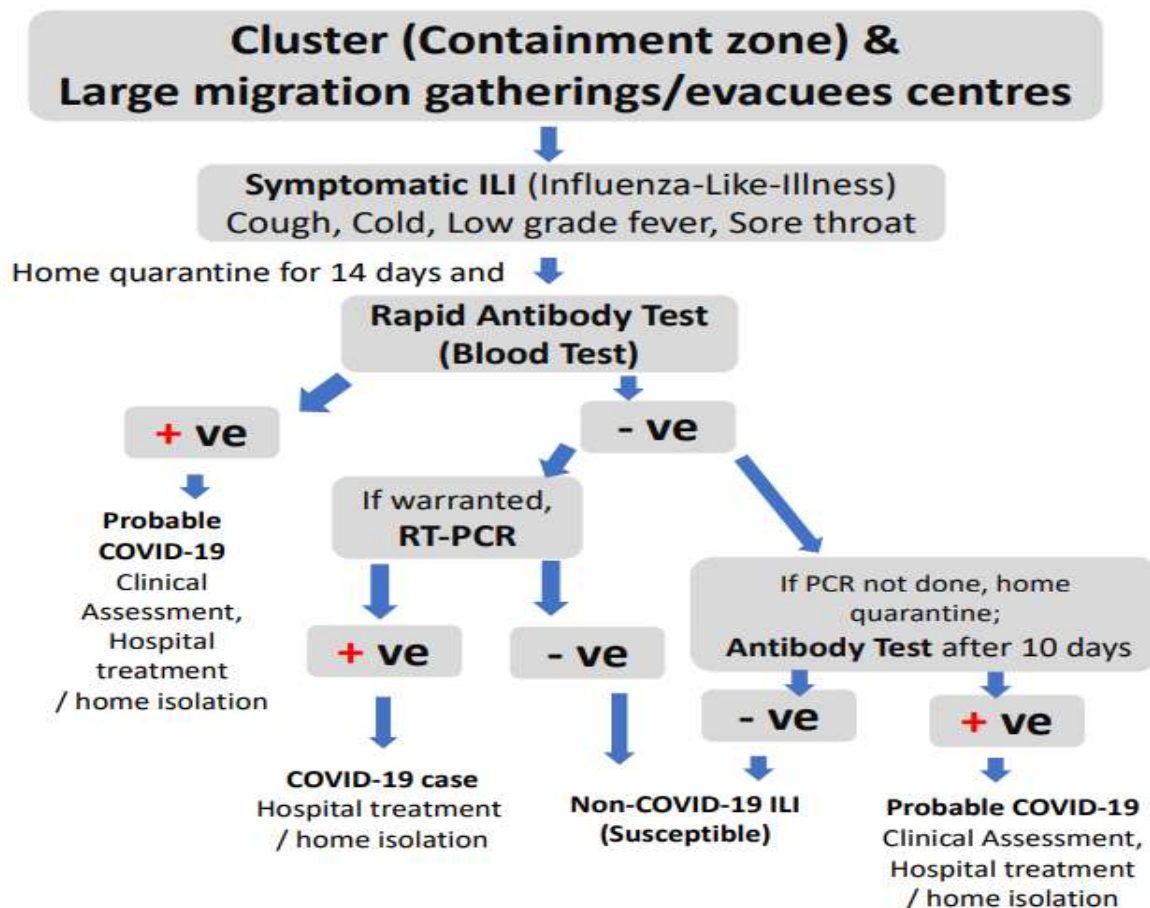 Cluster (Containment zone) &
Large migration gatherings/evacuees centres
Symptomatic ILI (Influenza-Like-Illness)
Cough, Cold, Low grade fever, Sore throat
Home quarantine for 14 days and
Rapid Antibody Test
(Blood Test)
+ ve
- ve
Probable
COVID-19
Clinical
Assessment,
Hospital
treatment
/ home isolation
If warranted,
RT-PCR
+ ve
- ve
COVID-19 case
Hospital treatment
/ home isolation
If PCR not done, home
quarantine;
Antibody Test after 10 days
- ve
+ ve
Non-COVID-19 ILI
(Susceptible)
Probable COVID-19
Clinical Assessment,
Hospital treatment
/ home isolation